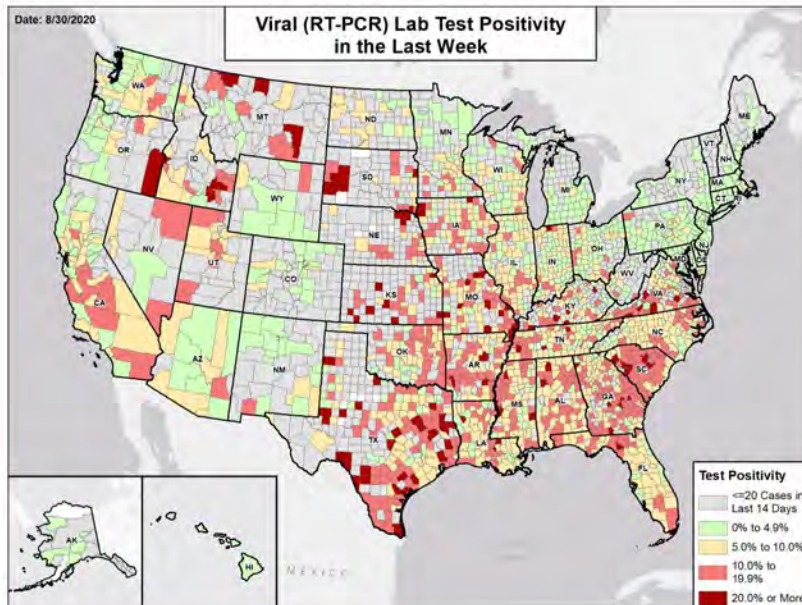 Date: 8/30/2020
Viral (RT-PCR) Lab Test Positivity
in the Last Week
WA
MT
ND
MN
ME
OR
ID
WY
SD
WI
MI
VT
NH
NY
MA
CT
NV
UT
CO
NE
IA
IL
IN
OH
PA
NJ
MD
DE
WV
VA
CA
AZ
NM
KS
MO
KY
TN
NC
OK
AR
SC
TX
LA
MS
AL
GA
FL
AK
HI
MEXICO
Test Positivity
<=20 Cases in
Last 14 Days
0% to 4.9%
5.0% to 10.0%
10.0% to
19.9%
20.0% or More